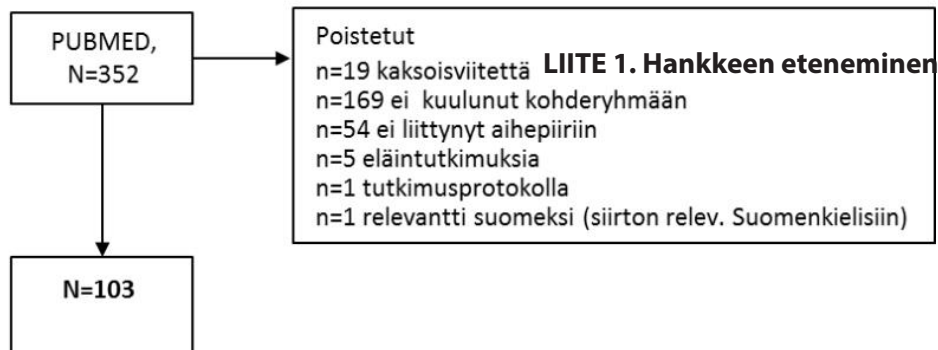 PUBMED,
N=352
Poistetut
n=19 kaksoisviitettä
LIITE 1. Hankkeen eteneminen
n=169 ei kuulunut kohderyhmään
n=54 ei liittynyt aihepiiriin
n=5 eläintutkimuksia
n=1 tutkimusprotokolla
n=1 relevantti suomeksi (siirton relev. Suomenkielisiin)
N=103